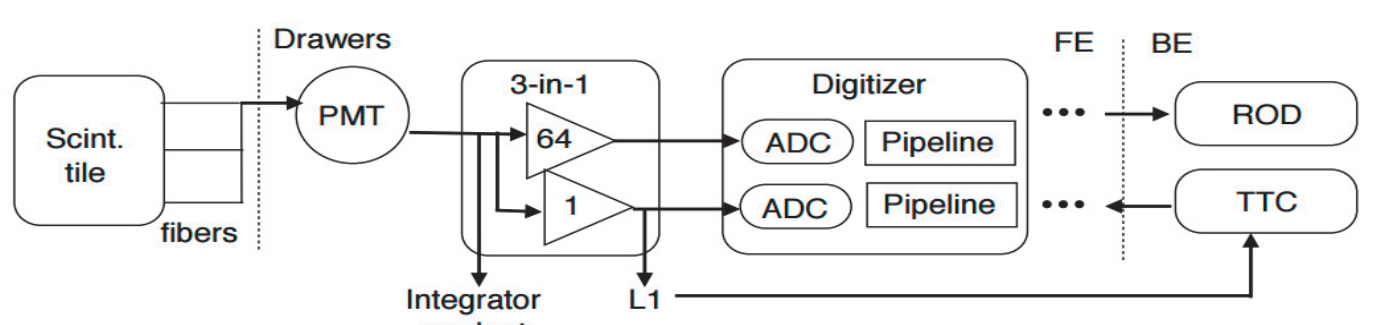 Drawers
FE
BE
Scint.
tile
fibers
PMT
3-in-1
64
1
Digitizer
ADC
Pipeline
ADC
Pipeline
•••
•••
ROD
TTC
Integrator
L1